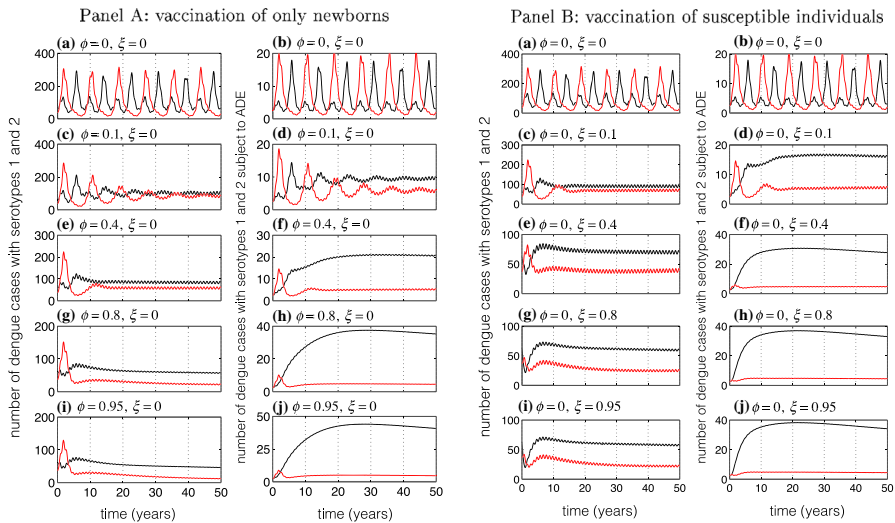 Panel A: vaccination of only newborns
number of dengue cases with serotypes 1 and 2
(a) ϕ=0, ξ=0
400
200
0
(c) ϕ=0.1, ξ=0
400
200
0
(e) ϕ=0.4, ξ=0
300
200
100
0
(g) ϕ=0.8, ξ=0
200
100
0
(i) ϕ=0.95, ξ=0
200
100
0
0 10 20 30 40 50
time (years)
number of dengue cases with serotypes 1 and 2 subject to ADE
(b) ϕ=0, ξ=0
20
10
0
(d) ϕ=0.1, ξ=0
20
10
0
(f) ϕ=0.4, ξ=0
30
20
10
0
(h) ϕ=0.8, ξ=0
40
20
0
(j) ϕ=0.95, ξ=0
50
25
0
0 10 20 30 40 50
time (years)
Panel B: vaccination of susceptible individuals
number of dengue cases with serotypes 1 and 2
(a) ϕ=0, ξ=0
400
200
0
(c) ϕ=0, ξ=0.1
300
200
100
0
(e) ϕ=0, ξ=0.4
100
50
0
(g) ϕ=0, ξ=0.8
100
50
0
(i) ϕ=0, ξ=0.95
100
50
0
0 10 20 30 40 50
time (years)
number of dengue cases with serotypes 1 and 2 subject to ADE
(b) ϕ=0, ξ=0
20
10
0
(d) ϕ=0, ξ=0.1
20
10
0
(f) ϕ=0, ξ=0.4
40
20
0
(h) ϕ=0, ξ=0.8
40
20
0
(j) ϕ=0, ξ=0.95
40
20
0
0 10 20 30 40 50
time (years)